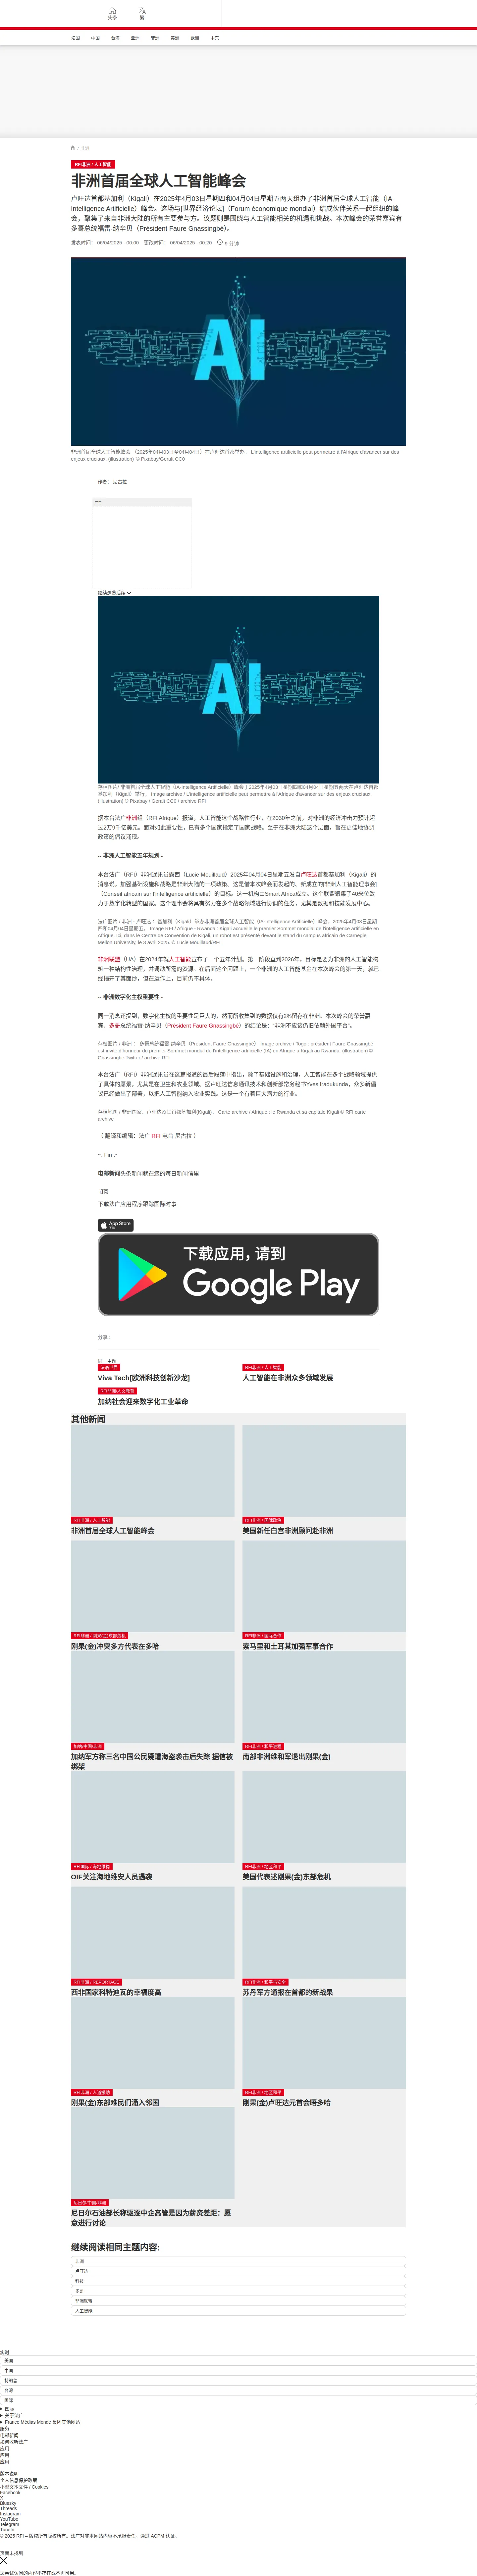 头条
繁
法国
中国
台海
亚洲
非洲
美洲
欧洲
中东
/ 非洲
RFI非洲 / 人工智能
非洲首届全球人工智能峰会
卢旺达首都基加利（Kigali）在2025年4月03日星期四和04月04日星期五两天组办了非洲首届全球人工智能（IA-
Intelligence Artificielle）峰会。这场与[世界经济论坛]（Forum économique mondial）结成伙伴关系一起组织的峰
会，聚集了来自非洲大陆的所有主要参与方。议题则是围绕与人工智能相关的机遇和挑战。本次峰会的荣誉嘉宾有
多哥总统福雷·纳辛贝（Président Faure Gnassingbé）。
发表时间： 06/04/2025 - 00:00 更改时间： 06/04/2025 - 00:20 9 分钟
AI
非洲首届全球人工智能峰会 （2025年04月03日至04月04日）在卢旺达首都举办。 L'intelligence artificielle peut permettre à l'Afrique d'avancer sur des
enjeux cruciaux. (Illustration) © Pixabay/Geralt CC0
作者： 尼古拉
广告
继续浏览后续
AI
存档图片/ 非洲首届全球人工智能（IA-Intelligence Artificielle）峰会于2025年4月03日星期四和04月04日星期五两天在卢旺达首都
基加利（Kigali）举行。 Image archive / L'intelligence artificielle peut permettre à l'Afrique d'avancer sur des enjeux cruciaux.
(Illustration) © Pixabay / Geralt CC0 / archive RFI
据本台法广非洲组（RFI Afrique）报道，人工智能这个战略性行业，在2030年之前，对非洲的经济冲击力预计超
过2万9千亿美元。面对如此重要性，已有多个国家指定了国家战略。至于在非洲大陆这个层面，旨在更佳地协调
政策的倡议涌现。
-- 非洲人工智能五年规划 -
本台法广（RFI）非洲通讯员露西（Lucie Mouillaud）2025年04月04日星期五发自卢旺达首都基加利（Kigali）的
消息说，加强基础设施和战略是非洲大陆的一项政策。这是借本次峰会而发起的、新成立的[非洲人工智能理事会]
（Conseil africain sur l'intelligence artificielle）的目标。这一机构由Smart Africa成立，这个联盟聚集了40来位致
力于数字化转型的国家。这个理事会将具有努力在多个战略领域进行协调的任务，尤其是数据和技能发展中心。
法广图片 / 非洲 · 卢旺达： 基加利（Kigali）举办非洲首届全球人工智能（IA-Intelligence Artificielle）峰会。2025年4月03日星期
四和04月04日星期五。 Image RFI / Afrique - Rwanda : Kigali accueille le premier Sommet mondial de l'intelligence artificielle en
Afrique. Ici, dans le Centre de Convention de Kigali, un robot est présenté devant le stand du campus africain de Carnegie
Mellon University, le 3 avril 2025. © Lucie Mouillaud/RFI
非洲联盟（UA）在2024年就人工智能宣布了一个五年计划。第一阶段直到2026年。目标是要为非洲的人工智能构
筑一种结构性治理，并调动所需的资源。在后面这个问题上，一个非洲的人工智能基金在本次峰会的第一天，就已
经博开了面其妙。但在运作上，目前仍不具体。
-- 非洲数字化主权重要性 -
同一消息还提到，数字化主权的重要性是巨大的。然而所收集到的数据仅有2%留存在非洲。本次峰会的荣誉嘉
宾、多哥总统福雷·纳辛贝（Président Faure Gnassingbé）的结论是："非洲不应该仍旧依赖外国平台"。
存档图片 / 非洲： 多哥总统福雷·纳辛贝（Président Faure Gnassingbé） Image archive / Togo : président Faure Gnassingbé
est invité d'honneur du premier Sommet mondial de l'intelligence artificielle (IA) en Afrique à Kigali au Rwanda. (Illustration) ©
Gnassingbe Twitter / archive RFI
本台法广（RFI）非洲通讯员在这篇报道的最后段落中指出，除了基础设施和治理，人工智能在多个战略领域提供
了具体的愿景，尤其是在卫生和农业领域。据卢旺达信息通讯技术和创新部常务秘书Yves Iradukunda，众多新倡
议已经做出了部署，以把人工智能纳入农业实践。这是一个有着巨大潜力的行业。
存档地图 / 非洲国家：卢旺达及其首都基加利(Kigali)。 Carte archive / Afrique : le Rwanda et sa capitale Kigali © RFI carte
archive
（ 翻译和编辑：法广 RFI 电台 尼古拉 ）
~. Fin .~
电邮新闻头条新闻就在您的每日新闻信里
订阅
下载法广应用程序跟踪国际时事
App Store
下载应用，请到
Google Play
分享：
同一主题
法语世界
Viva Tech[欧洲科技创新沙龙]
RFI非洲 / 人工智能
人工智能在非洲众多领域发展
RFI非洲/人文教育
加纳社会迎来数字化工业革命
其他新闻
RFI非洲 / 人工智能
非洲首届全球人工智能峰会
RFI非洲 / 国际政治
美国新任白宫非洲顾问赴非洲
RFI非洲 / 刚果(金)东部危机
刚果(金)冲突多方代表在多哈
RFI非洲 / 国际合作
索马里和土耳其加强军事合作
加纳/中国/非洲
加纳军方称三名中国公民疑遭海盗袭击后失踪 据信被
绑架
RFI非洲 / 和平进程
南部非洲维和军退出刚果(金)
RFI国际 / 海地墙籁
OIF关注海地维安人员遇袭
RFI非洲 / 地区和平
美国代表述刚果(金)东部危机
RFI非洲 / REPORTAGE
西非国家科特迪瓦的幸福度高
RFI非洲 / 和平与安全
苏丹军方通报在首都的新战果
RFI非洲 / 人道援助
刚果(金)东部难民们涌入邻国
RFI非洲 / 地区和平
刚果(金)卢旺达元首会晤多哈
尼日尔/中国/非洲
尼日尔石油部长称驱逐中企高管是因为薪资差距：愿
意进行讨论
继续阅读相同主题内容:
非洲
卢旺达
科技
多哥
非洲联盟
人工智能
实时
美国
中国
特朗普
台湾
国际
国际
关于法广
France Médias Monde 集团其他网站
服务
电邮新闻
如何收听法广
应用
应用
应用
版本说明
个人信息保护政策
小型文本文件 / Cookies
Facebook
X
Bluesky
Threads
Instagram
YouTube
Telegram
TuneIn
© 2025 RFI – 版权所有版权所有。法广对非本网站内容不承担责任。通过 ACPM 认证。
页面未找到
您尝试访问的内容不存在或不再可用。